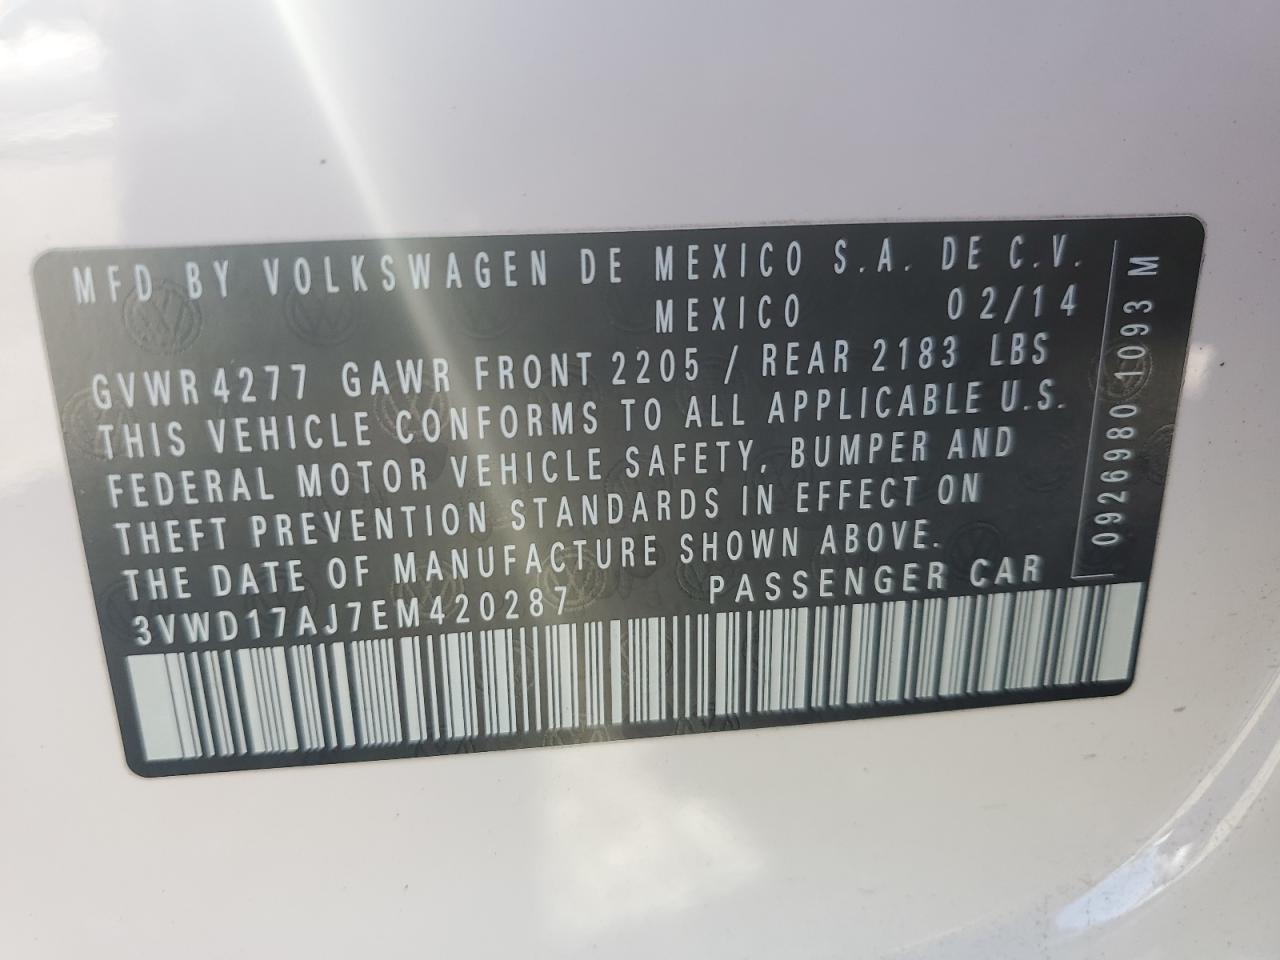 MFD BY VOLKSWAGEN DE MEXICO S.A. DE C.V.
MEXICO 02/14
GVWR 4277 GAWR FRONT 2205 / REAR 2183 LBS
THIS VEHICLE CONFORMS TO ALL APPLICABLE U.S.
FEDERAL MOTOR VEHICLE SAFETY, BUMPER AND
THEFT PREVENTION STANDARDS IN EFFECT ON
THE DATE OF MANUFACTURE SHOWN ABOVE.
3VWD17AJ7EM420287 PASSENGER CAR
0926980 1093 M